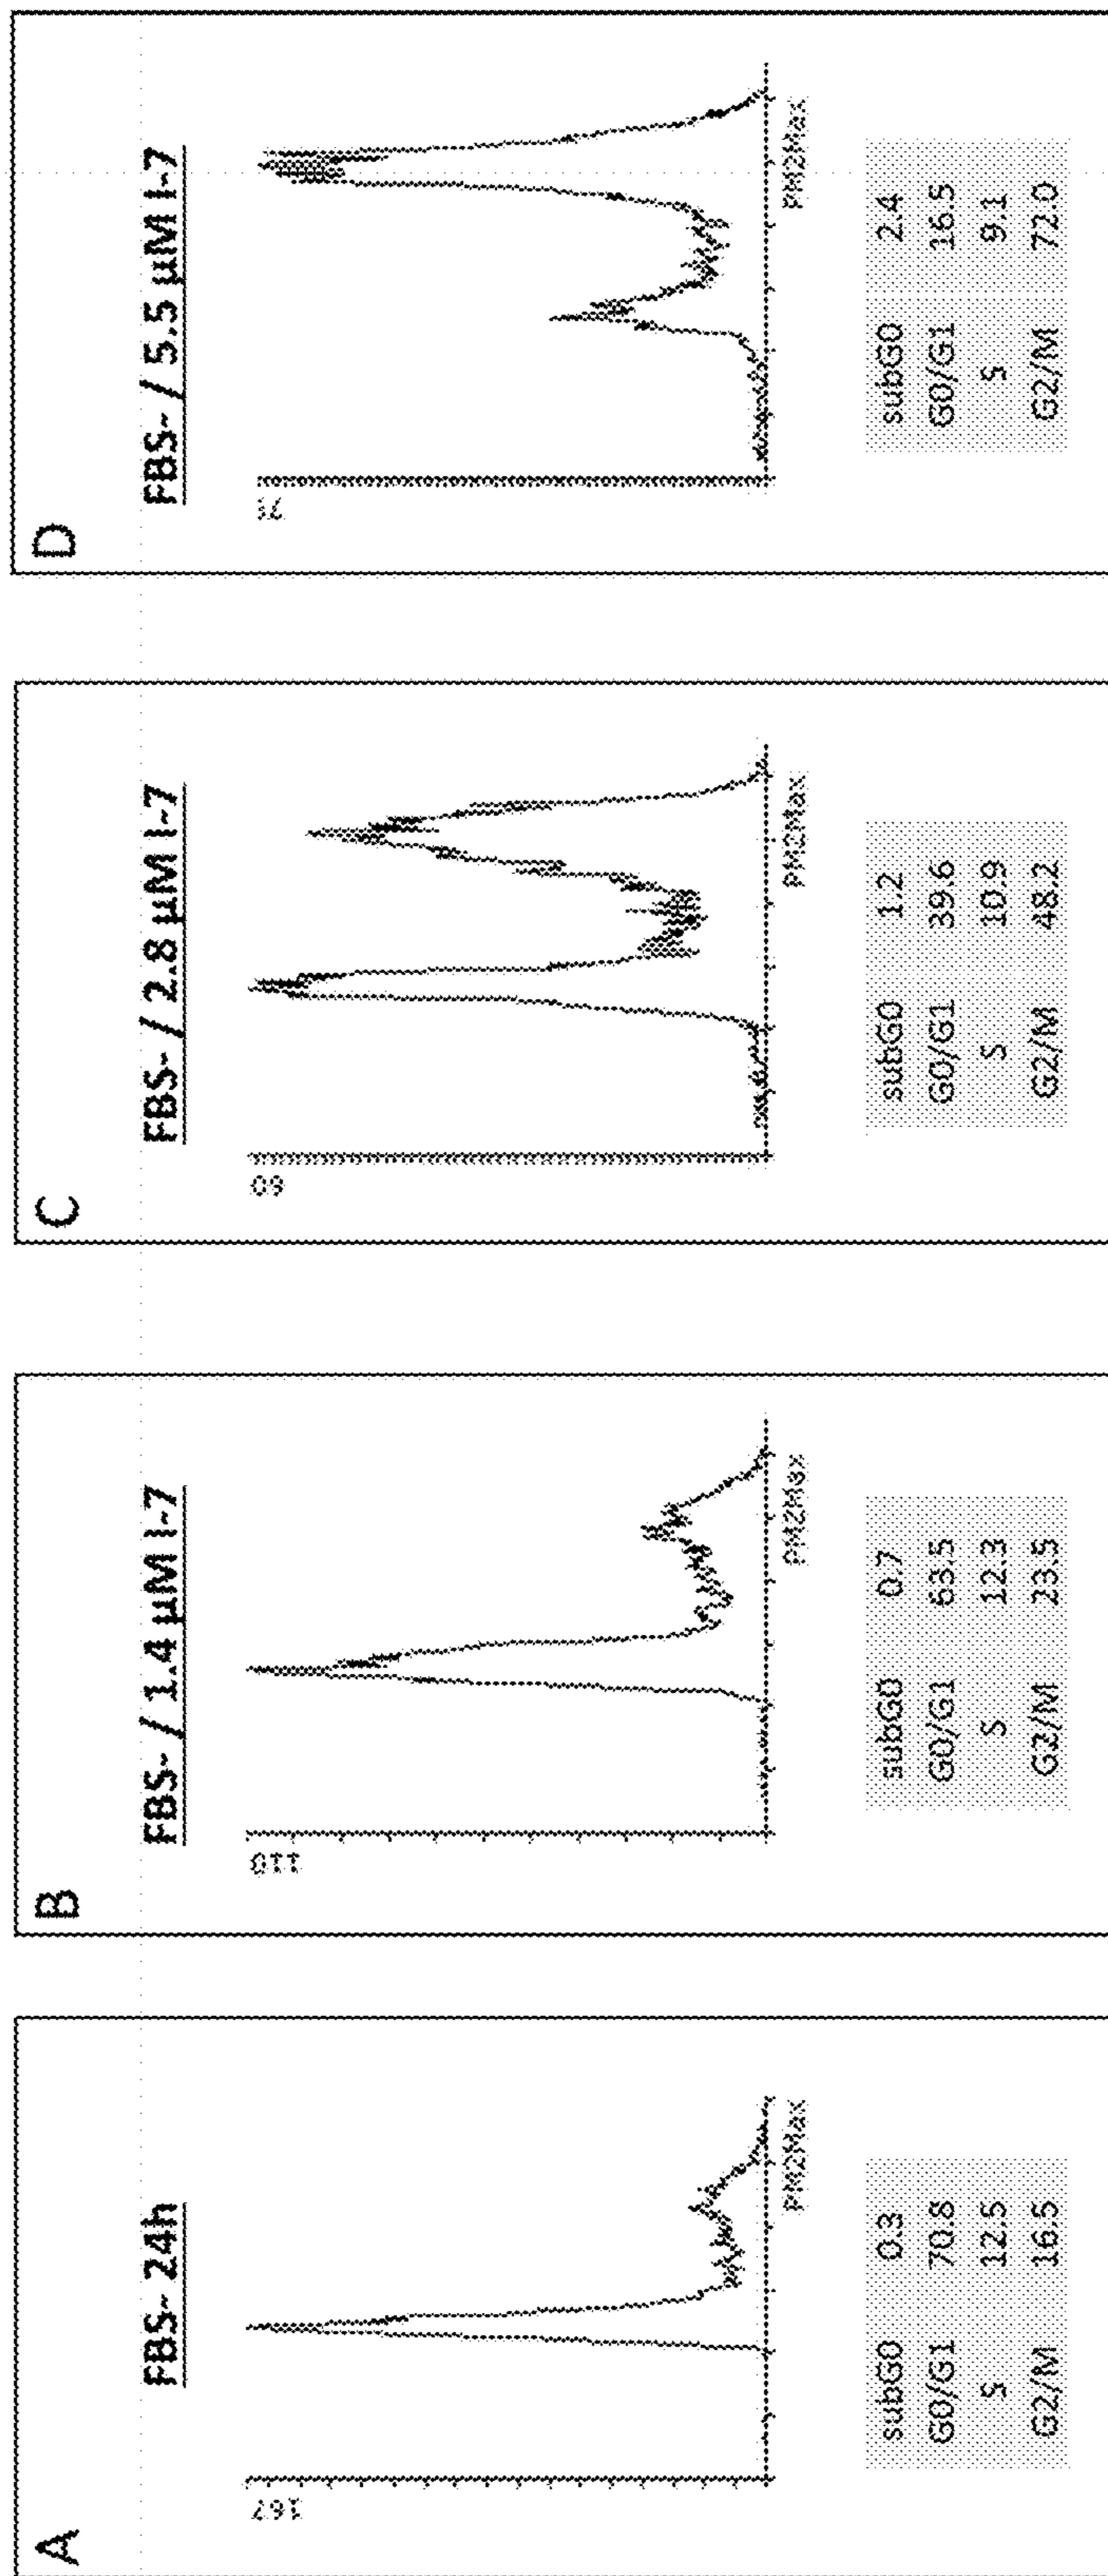 A
FBS- 24h
167
PM2Max
subG0 0.3
G0/G1 70.8
S 12.5
G2/M 16.5
B
FBS- / 1.4 µM I-7
110
PM2Max
subG0 0.7
G0/G1 63.5
S 12.3
G2/M 23.5
C
FBS- / 2.8 µM I-7
60
PM2Max
subG0 1.2
G0/G1 39.6
S 10.9
G2/M 48.2
D
FBS- / 5.5 µM I-7
71
PM2Max
subG0 2.4
G0/G1 16.5
S 9.1
G2/M 72.0